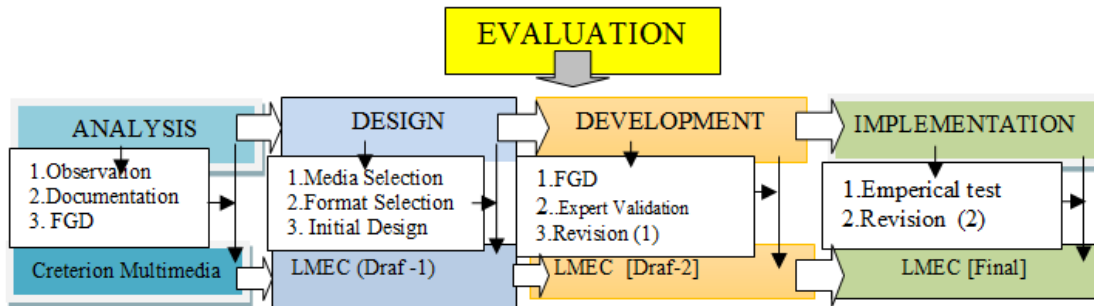 EVALUATION
ANALYSIS
1.Observation
2.Documentation
3. FGD
Creterion Multimedia
DESIGN
1.Media Selection
2.Format Selection
3. Initial Design
LMEC (Draf -1)
DEVELOPMENT
1.FGD
2..Expert Validation
3.Revision (1)
LMEC [Draf-2]
IMPLEMENTATION
1.Emperical test
2.Revision (2)
LMEC [Final]